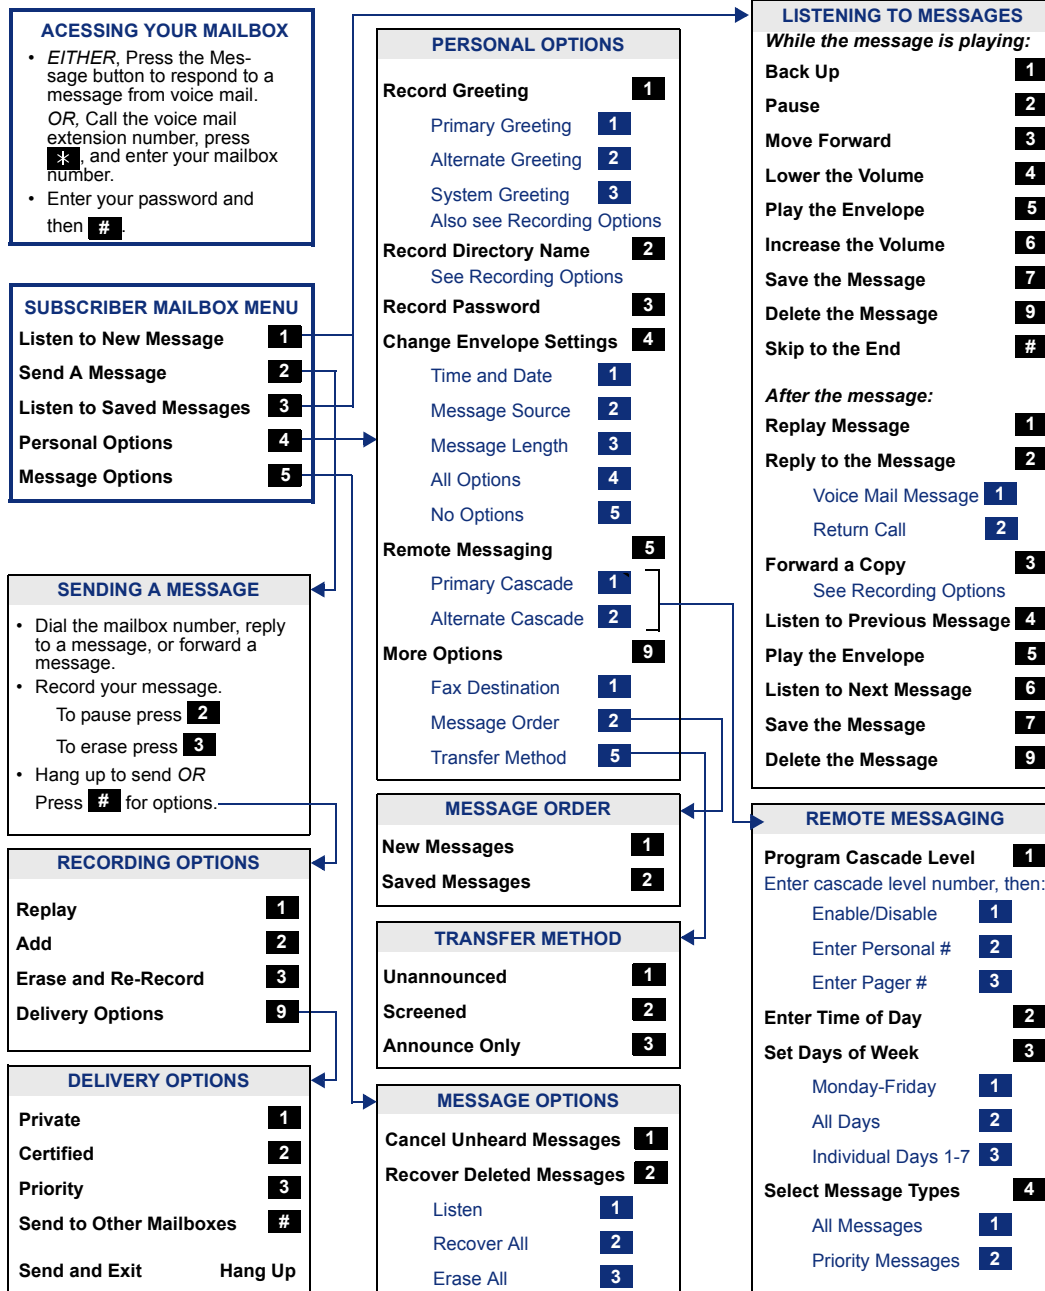 ACESSING YOUR MAILBOX
• EITHER, Press the Mes-
sage button to respond to a
message from voice mail.
OR, Call the voice mail
extension number, press
* , and enter your mailbox
number.
• Enter your password and
then # .
SUBSCRIBER MAILBOX MENU
Listen to New Message 1
Send A Message 2
Listen to Saved Messages 3
Personal Options 4
Message Options 5
SENDING A MESSAGE
• Dial the mailbox number, reply
to a message, or forward a
message.
• Record your message.
To pause press 2
To erase press 3
• Hang up to send OR
Press # for options.
RECORDING OPTIONS
Replay 1
Add 2
Erase and Re-Record 3
Delivery Options 9
DELIVERY OPTIONS
Private 1
Certified 2
Priority 3
Send to Other Mailboxes #
Send and Exit Hang Up
PERSONAL OPTIONS
Record Greeting 1
Primary Greeting 1
Alternate Greeting 2
System Greeting 3
Also see Recording Options
Record Directory Name 2
See Recording Options
Record Password 3
Change Envelope Settings 4
Time and Date 1
Message Source 2
Message Length 3
All Options 4
No Options 5
Remote Messaging 5
Primary Cascade 1
Alternate Cascade 2
More Options 9
Fax Destination 1
Message Order 2
Transfer Method 5
MESSAGE ORDER
New Messages 1
Saved Messages 2
TRANSFER METHOD
Unannounced 1
Screened 2
Announce Only 3
MESSAGE OPTIONS
Cancel Unheard Messages 1
Recover Deleted Messages 2
Listen 1
Recover All 2
Erase All 3
LISTENING TO MESSAGES
While the message is playing:
Back Up 1
Pause 2
Move Forward 3
Lower the Volume 4
Play the Envelope 5
Increase the Volume 6
Save the Message 7
Delete the Message 9
Skip to the End #
After the message:
Replay Message 1
Reply to the Message 2
Voice Mail Message 1
Return Call 2
Forward a Copy 3
See Recording Options
Listen to Previous Message 4
Play the Envelope 5
Listen to Next Message 6
Save the Message 7
Delete the Message 9
REMOTE MESSAGING
Program Cascade Level 1
Enter cascade level number, then:
Enable/Disable 1
Enter Personal # 2
Enter Pager # 3
Enter Time of Day 2
Set Days of Week 3
Monday-Friday 1
All Days 2
Individual Days 1-7 3
Select Message Types 4
All Messages 1
Priority Messages 2